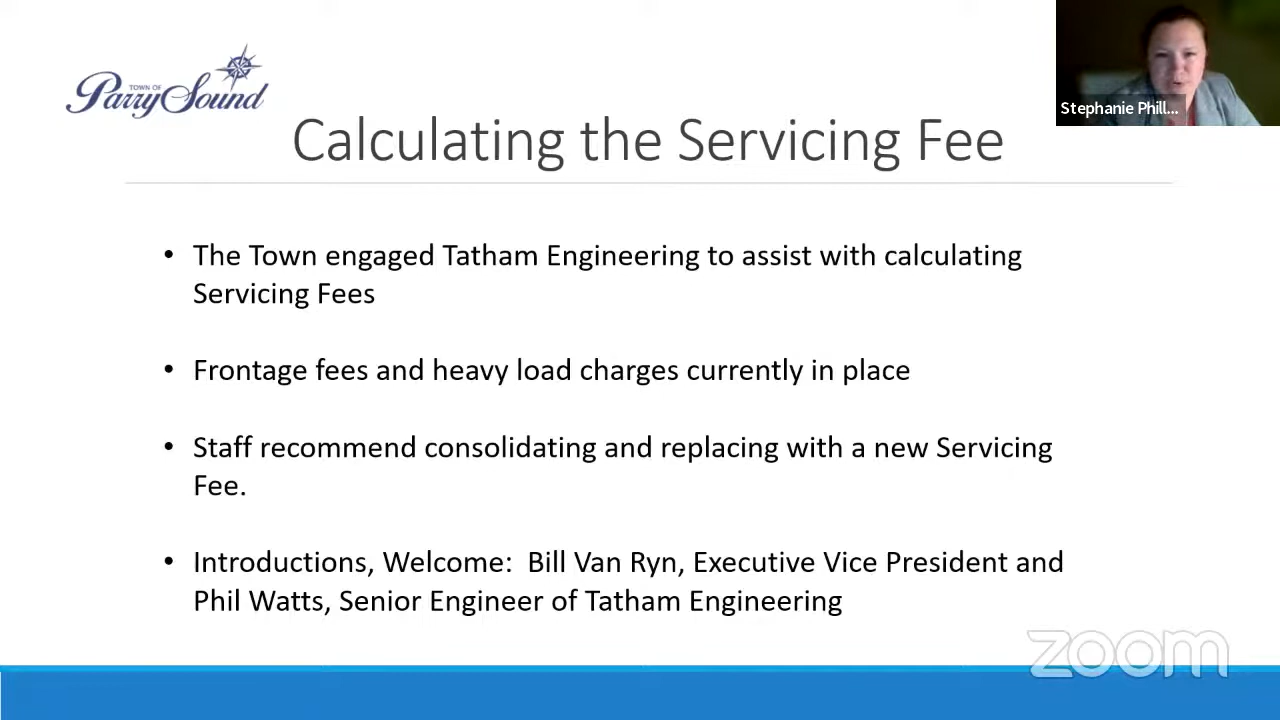 TOWN OF
Parry Sound
Stephanie Phill...
Calculating the Servicing Fee
• The Town engaged Tatham Engineering to assist with calculating
Servicing Fees
• Frontage fees and heavy load charges currently in place
• Staff recommend consolidating and replacing with a new Servicing
Fee.
• Introductions, Welcome:  Bill Van Ryn, Executive Vice President and
Phil Watts, Senior Engineer of Tatham Engineering
zoom